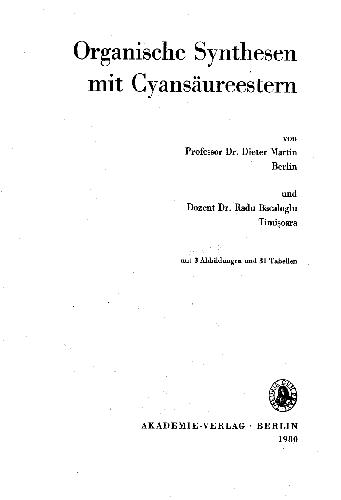 Organische Synthesen
mit Cyansäureestern
von
Professor Dr. Dieter Martin
Berlin
und
Dozent Dr. Radu Bacaloglu
Timișoara
mit 3 Abbildungen und 31 Tabellen
AKADEMIE-VERLAG · BERLIN
1980